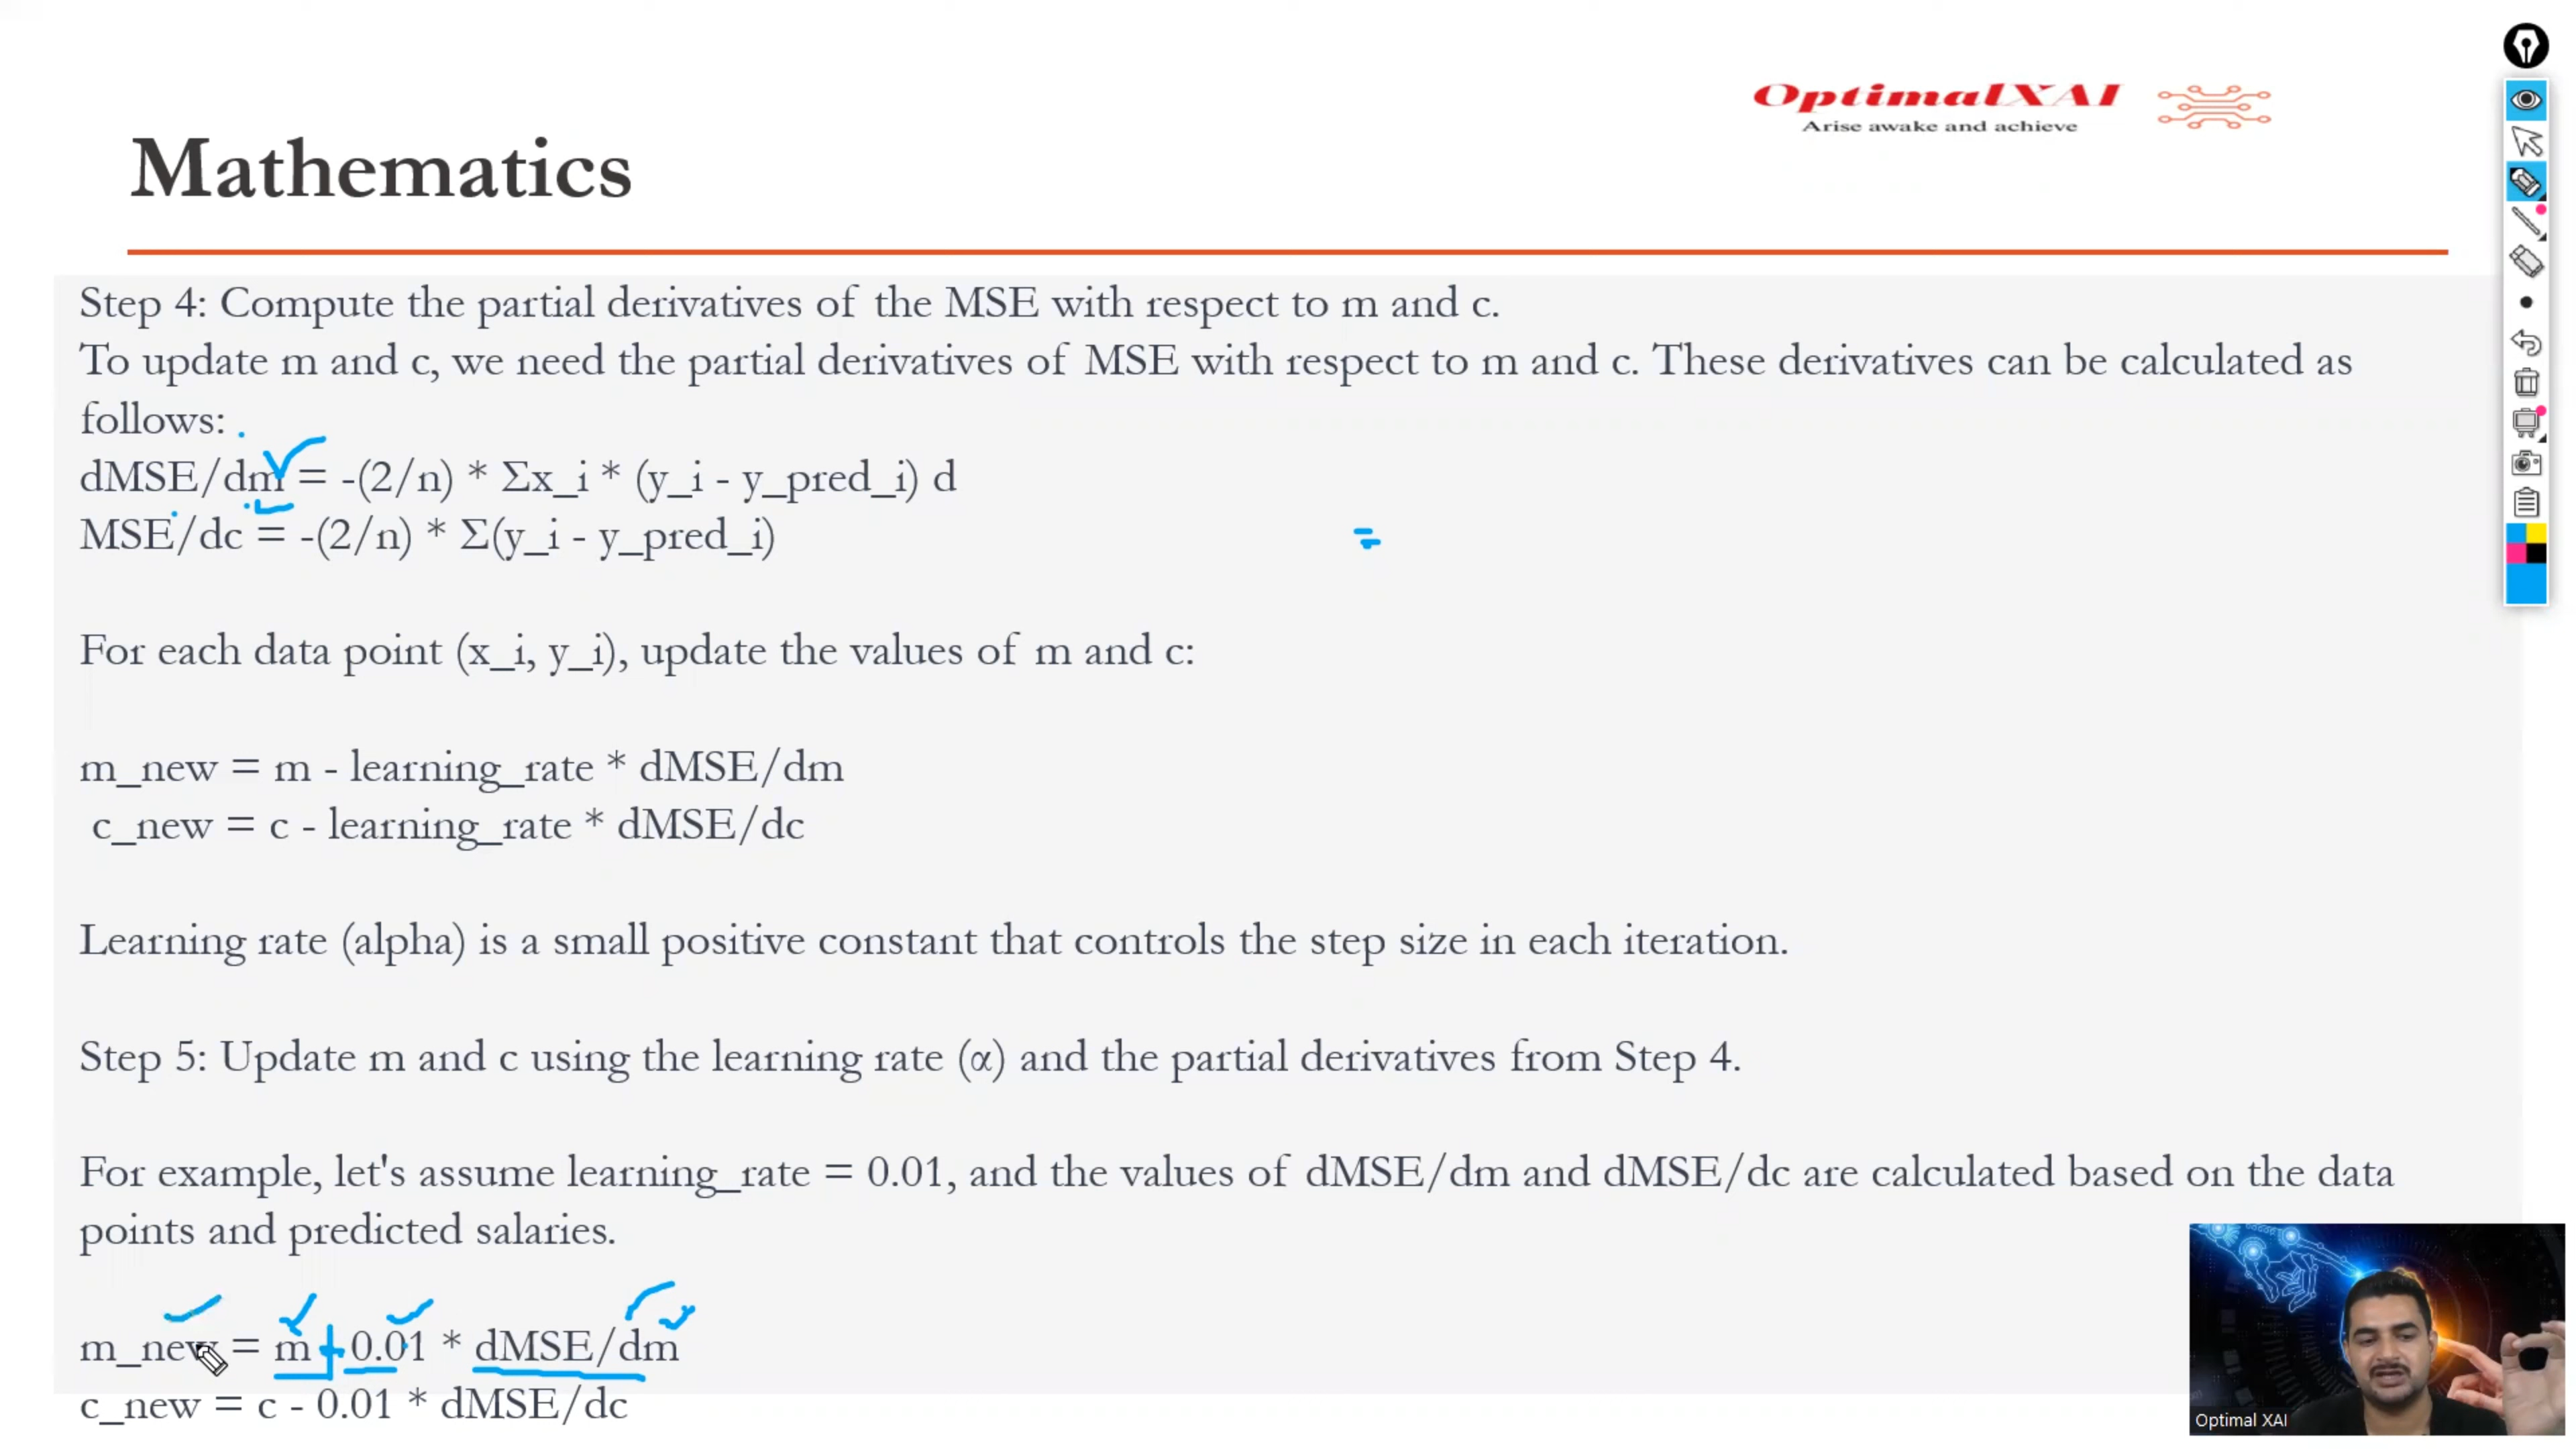 OptimalXAI
Arise awake and achieve
Mathematics
Step 4: Compute the partial derivatives of the MSE with respect to m and c.
To update m and c, we need the partial derivatives of MSE with respect to m and c. These derivatives can be calculated as
follows:
dMSE/dm = -(2/n) * Σx_i * (y_i - y_pred_i) d
MSE/dc = -(2/n) * Σ(y_i - y_pred_i)
For each data point (x_i, y_i), update the values of m and c:
m_new = m - learning_rate * dMSE/dm
c_new = c - learning_rate * dMSE/dc
Learning rate (alpha) is a small positive constant that controls the step size in each iteration.
Step 5: Update m and c using the learning rate (α) and the partial derivatives from Step 4.
For example, let's assume learning_rate = 0.01, and the values of dMSE/dm and dMSE/dc are calculated based on the data
points and predicted salaries.
m_new = m - 0.01 * dMSE/dm
c_new = c - 0.01 * dMSE/dc
Optimal XAI